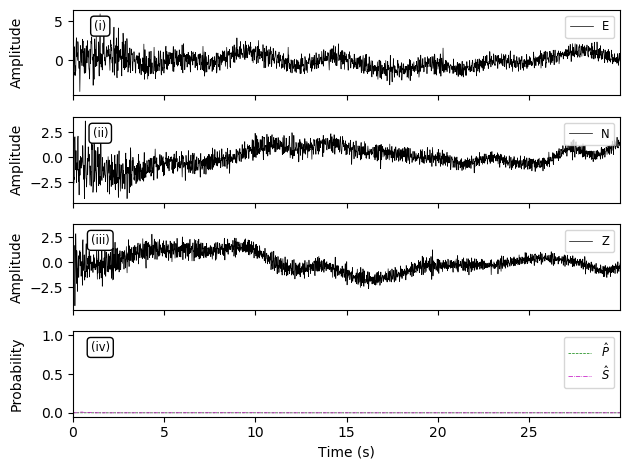 Amplitude
5
0
(i)
E
Amplitude
2.5
0.0
−2.5
(ii)
N
Amplitude
2.5
0.0
−2.5
(iii)
Z
Probability
1.0
0.5
0.0
(iv)
P̂
Ŝ
0 5 10 15 20 25
Time (s)